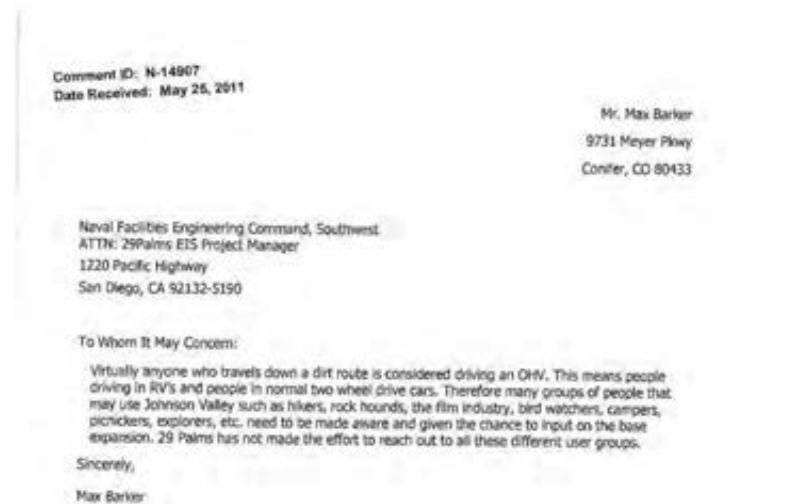 Comment ID: N-14907
Date Received: May 25, 2011
Mr. Max Barker
9731 Meyer Pkwy
Conifer, CO 80433
Naval Facilities Engineering Command, Southwest
ATTN: 29Palms EIS Project Manager
1220 Pacific Highway
San Diego, CA 92132-5190
To Whom It May Concern:
Virtually anyone who travels down a dirt route is considered driving an OHV. This means people
driving in RV's and people in normal two wheel drive cars. Therefore many groups of people that
may use Johnson Valley such as hikers, rock hounds, the film industry, bird watchers, campers,
picnickers, explorers, etc. need to be made aware and given the chance to input on the base
expansion. 29 Palms has not made the effort to reach out to all these different user groups.
Sincerely,
Max Barker